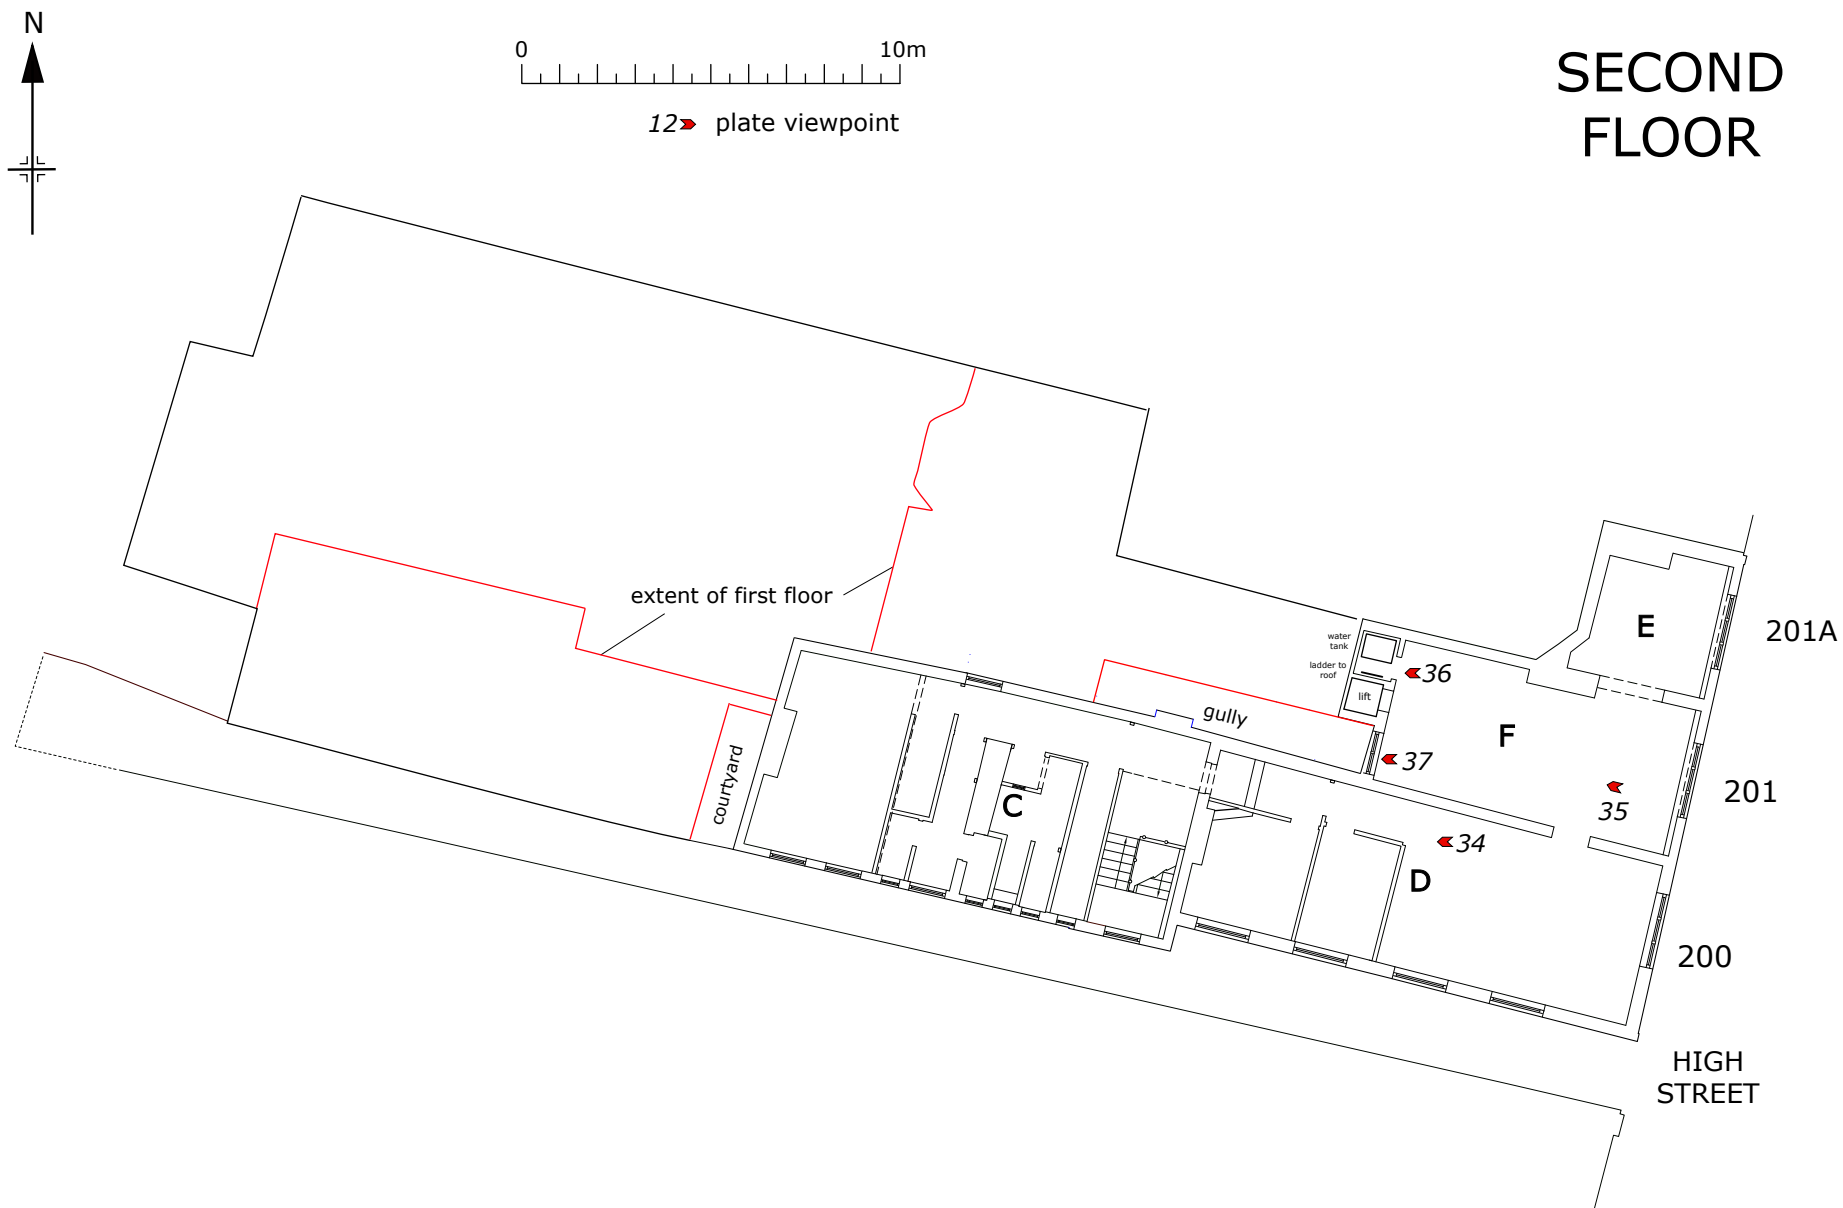 N
0 10m
12 plate viewpoint
SECOND
FLOOR
extent of first floor
water
tank
ladder to
roof
lift
gully
courtyard
36
37
35
34
C
D
E
F
201A
201
200
HIGH
STREET